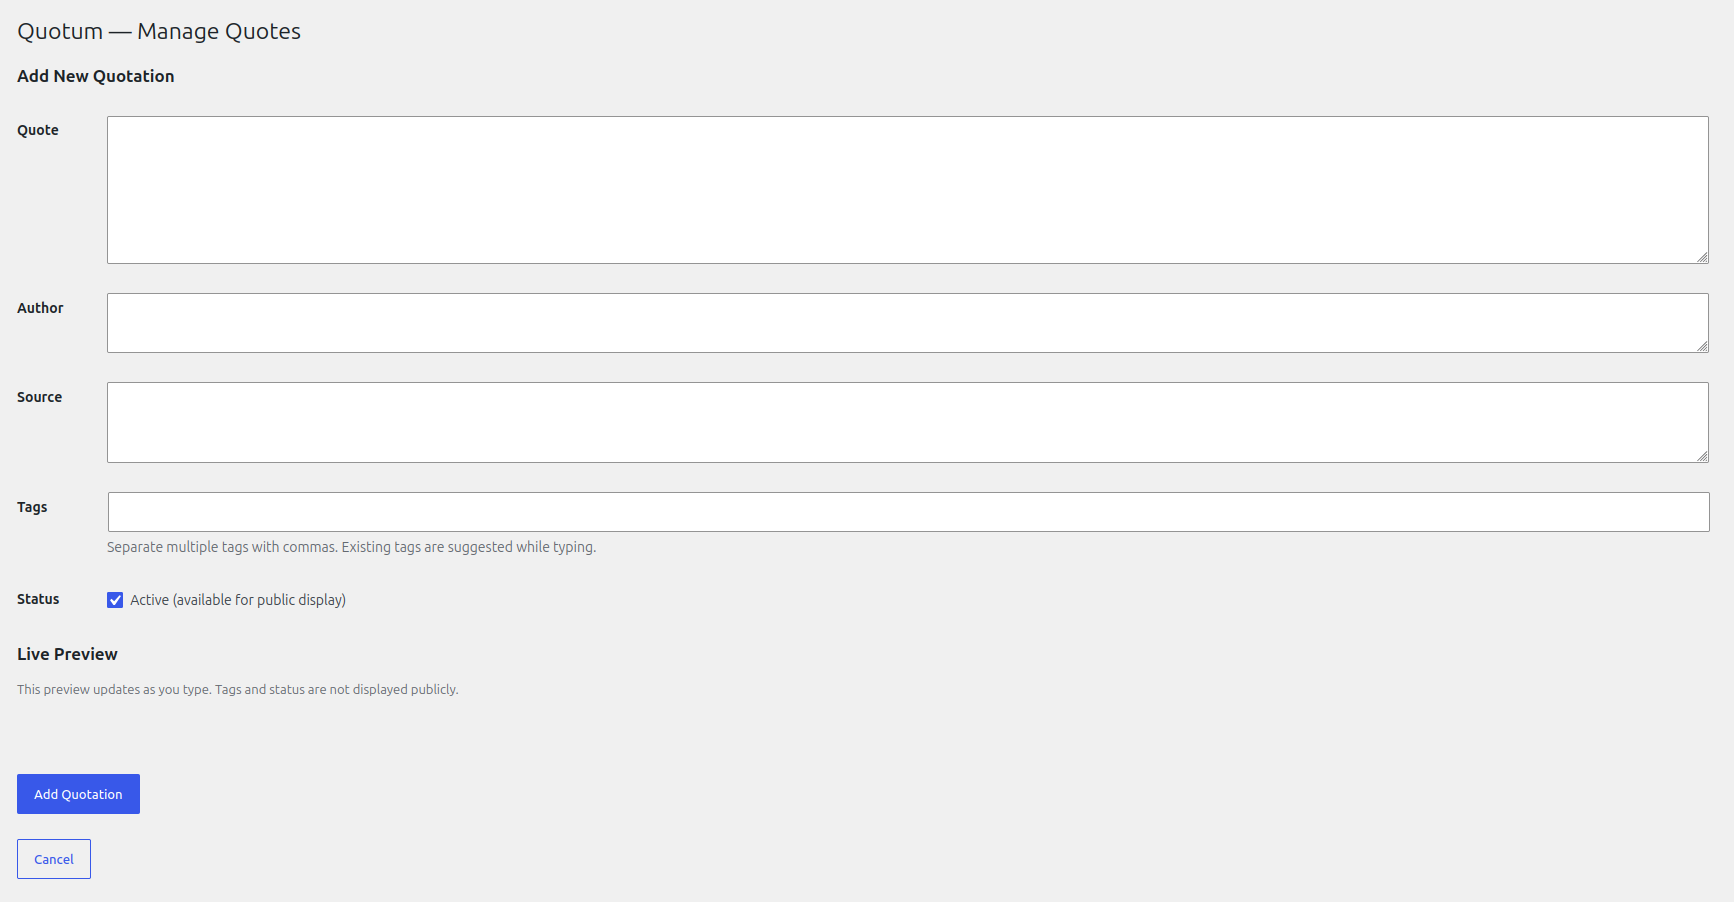 Quotum — Manage Quotes
Add New Quotation
Quote
Author
Source
Tags
Separate multiple tags with commas. Existing tags are suggested while typing.
Status
Active (available for public display)
Live Preview
This preview updates as you type. Tags and status are not displayed publicly.
Add Quotation
Cancel